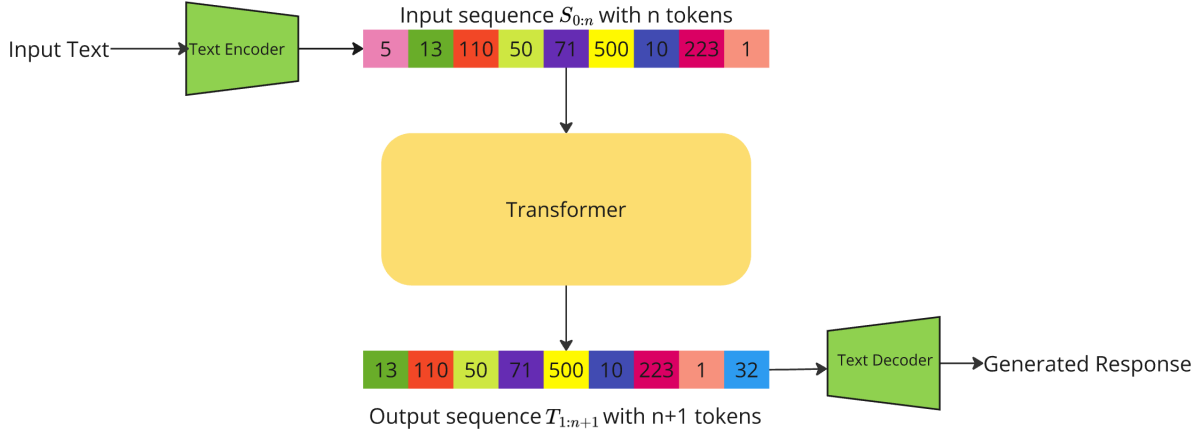 Input sequence S0:n with n tokens
Input Text
Text Encoder
5 13 110 50 71 500 10 223 1
Transformer
13 110 50 71 500 10 223 1 32
Text Decoder
Generated Response
Output sequence T1:n+1 with n+1 tokens